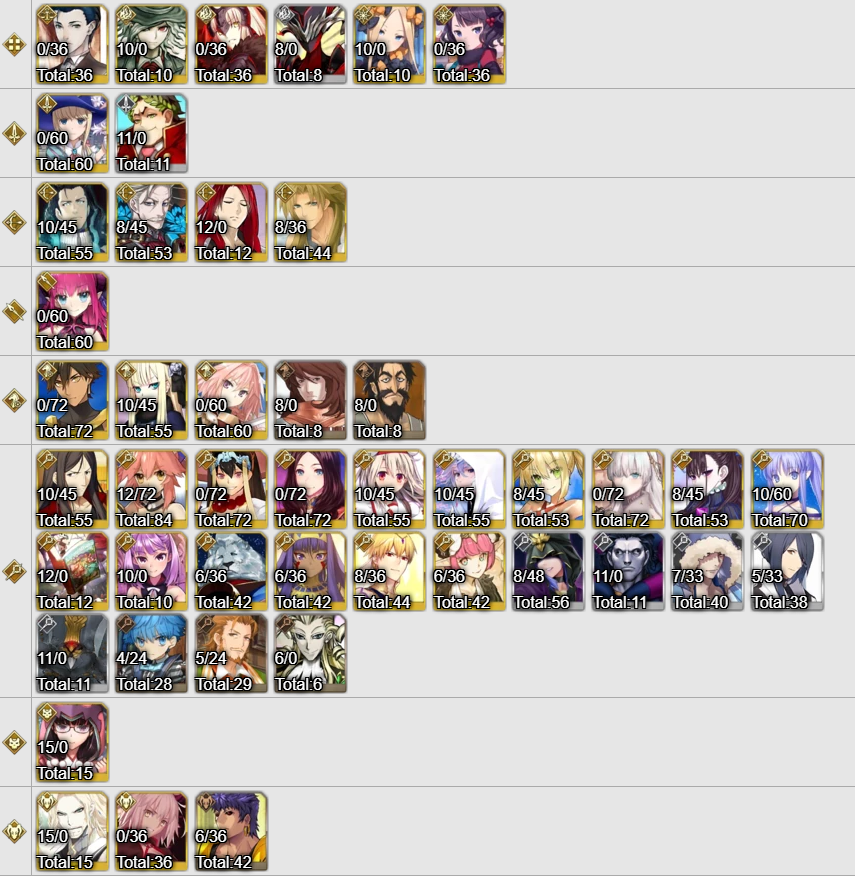 0/36 10/0 0/36 8/0 10/0 0/36
Total:36 Total:10 Total:36 Total:8 Total:10 Total:36
0/60 11/0
Total:60 Total:11
10/45 8/45 12/0 8/36
Total:55 Total:53 Total:12 Total:44
0/60
Total:60
0/72 10/45 0/60 8/0 8/0
Total:72 Total:55 Total:60 Total:8 Total:8
10/45 12/72 0/72 0/72 10/45 10/45 8/45 0/72 8/45 10/60
Total:55 Total:84 Total:72 Total:72 Total:55 Total:55 Total:53 Total:72 Total:53 Total:70
12/0 10/0 6/36 6/36 8/36 6/36 8/48 11/0 7/33 5/33
Total:12 Total:10 Total:42 Total:42 Total:44 Total:42 Total:56 Total:11 Total:40 Total:38
11/0 4/24 5/24 6/0
Total:11 Total:28 Total:29 Total:6
15/0
Total:15
15/0 0/36 6/36
Total:15 Total:36 Total:42